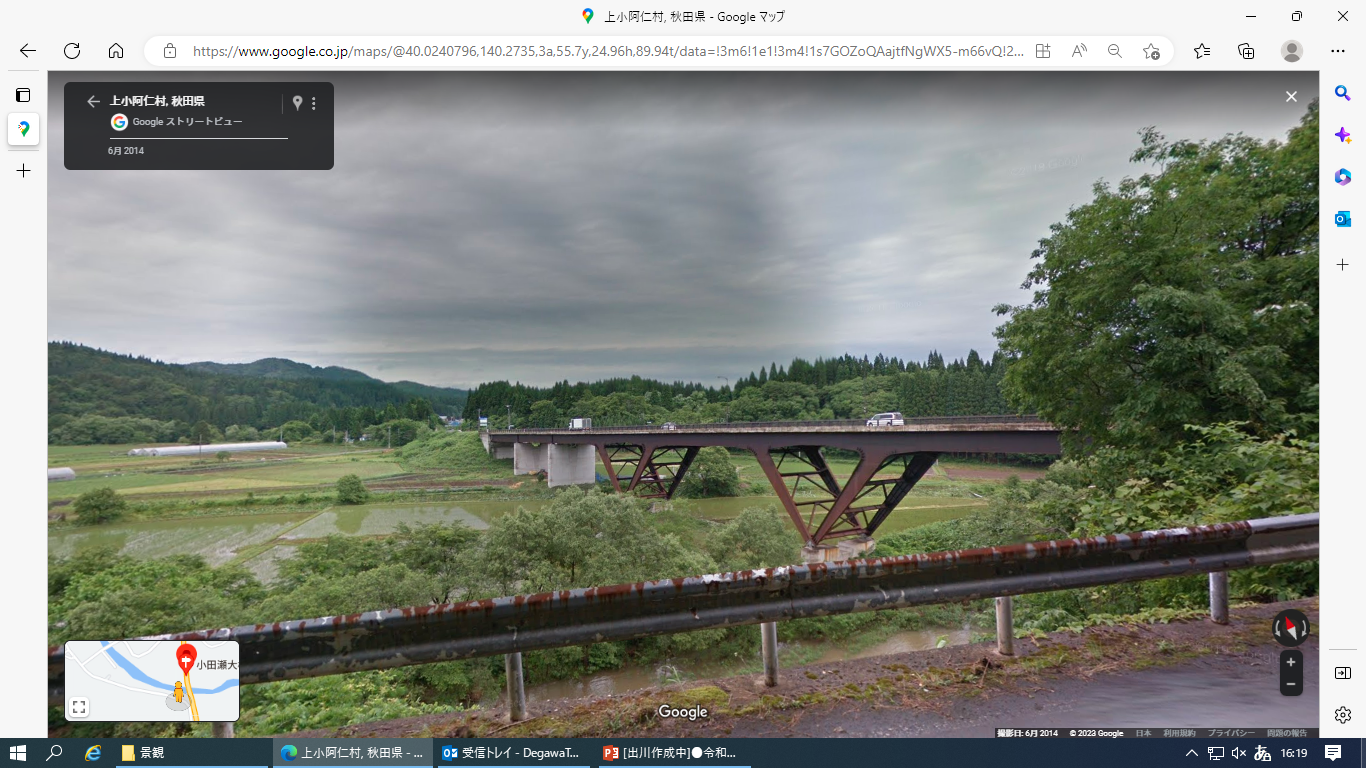 上小阿仁村, 秋田県 - Google マップ
https://www.google.co.jp/maps/@40.0240796,140.2735,3a,55.7y,24.96h,89.94t/data=!3m6!1e1!3m4!1s7GOZoQAajtfNgWX5-m66vQ!2...
上小阿仁村, 秋田県
Google ストリートビュー
6月 2014
小田瀬大
Google
撮影日: 6月 2014 © 2023 Google 日本 利用規約 プライバシー 問題の報告
景観
上小阿仁村, 秋田県 - ...
受信トレイ - DegawaT...
[出川作成中]●令和...
あ
16:19